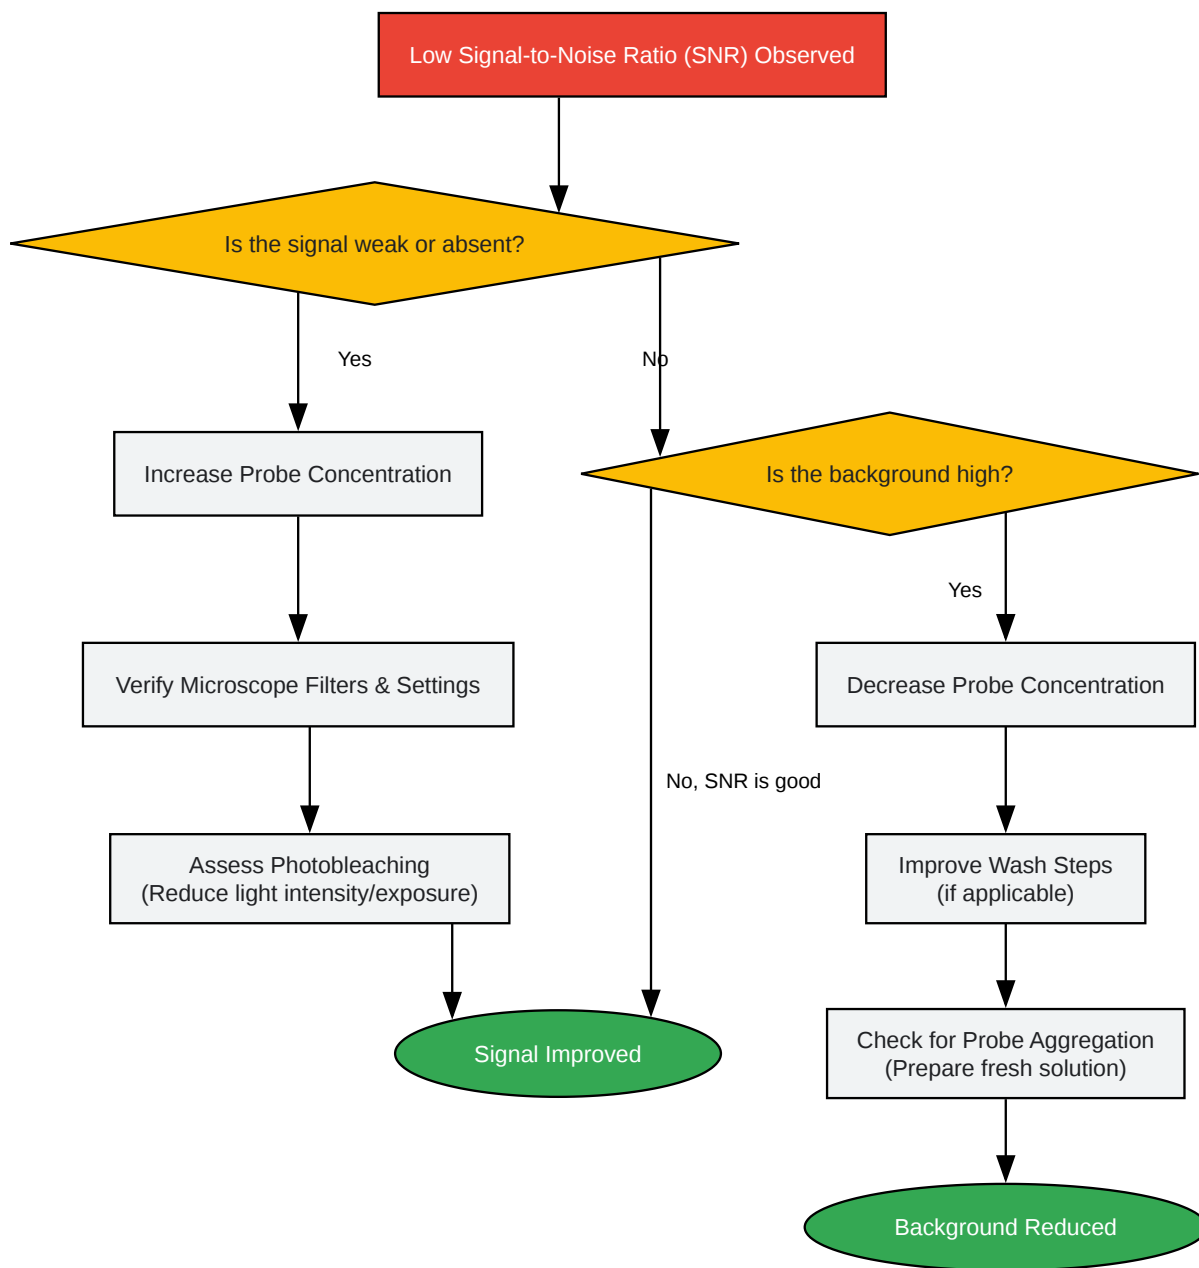 Low Signal-to-Noise Ratio (SNR) Observed
Is the signal weak or absent?
Yes
No
Increase Probe Concentration
Is the background high?
Yes
Verify Microscope Filters & Settings
Decrease Probe Concentration
No, SNR is good
Assess Photobleaching
(Reduce light intensity/exposure)
Improve Wash Steps
(if applicable)
Signal Improved
Check for Probe Aggregation
(Prepare fresh solution)
Background Reduced